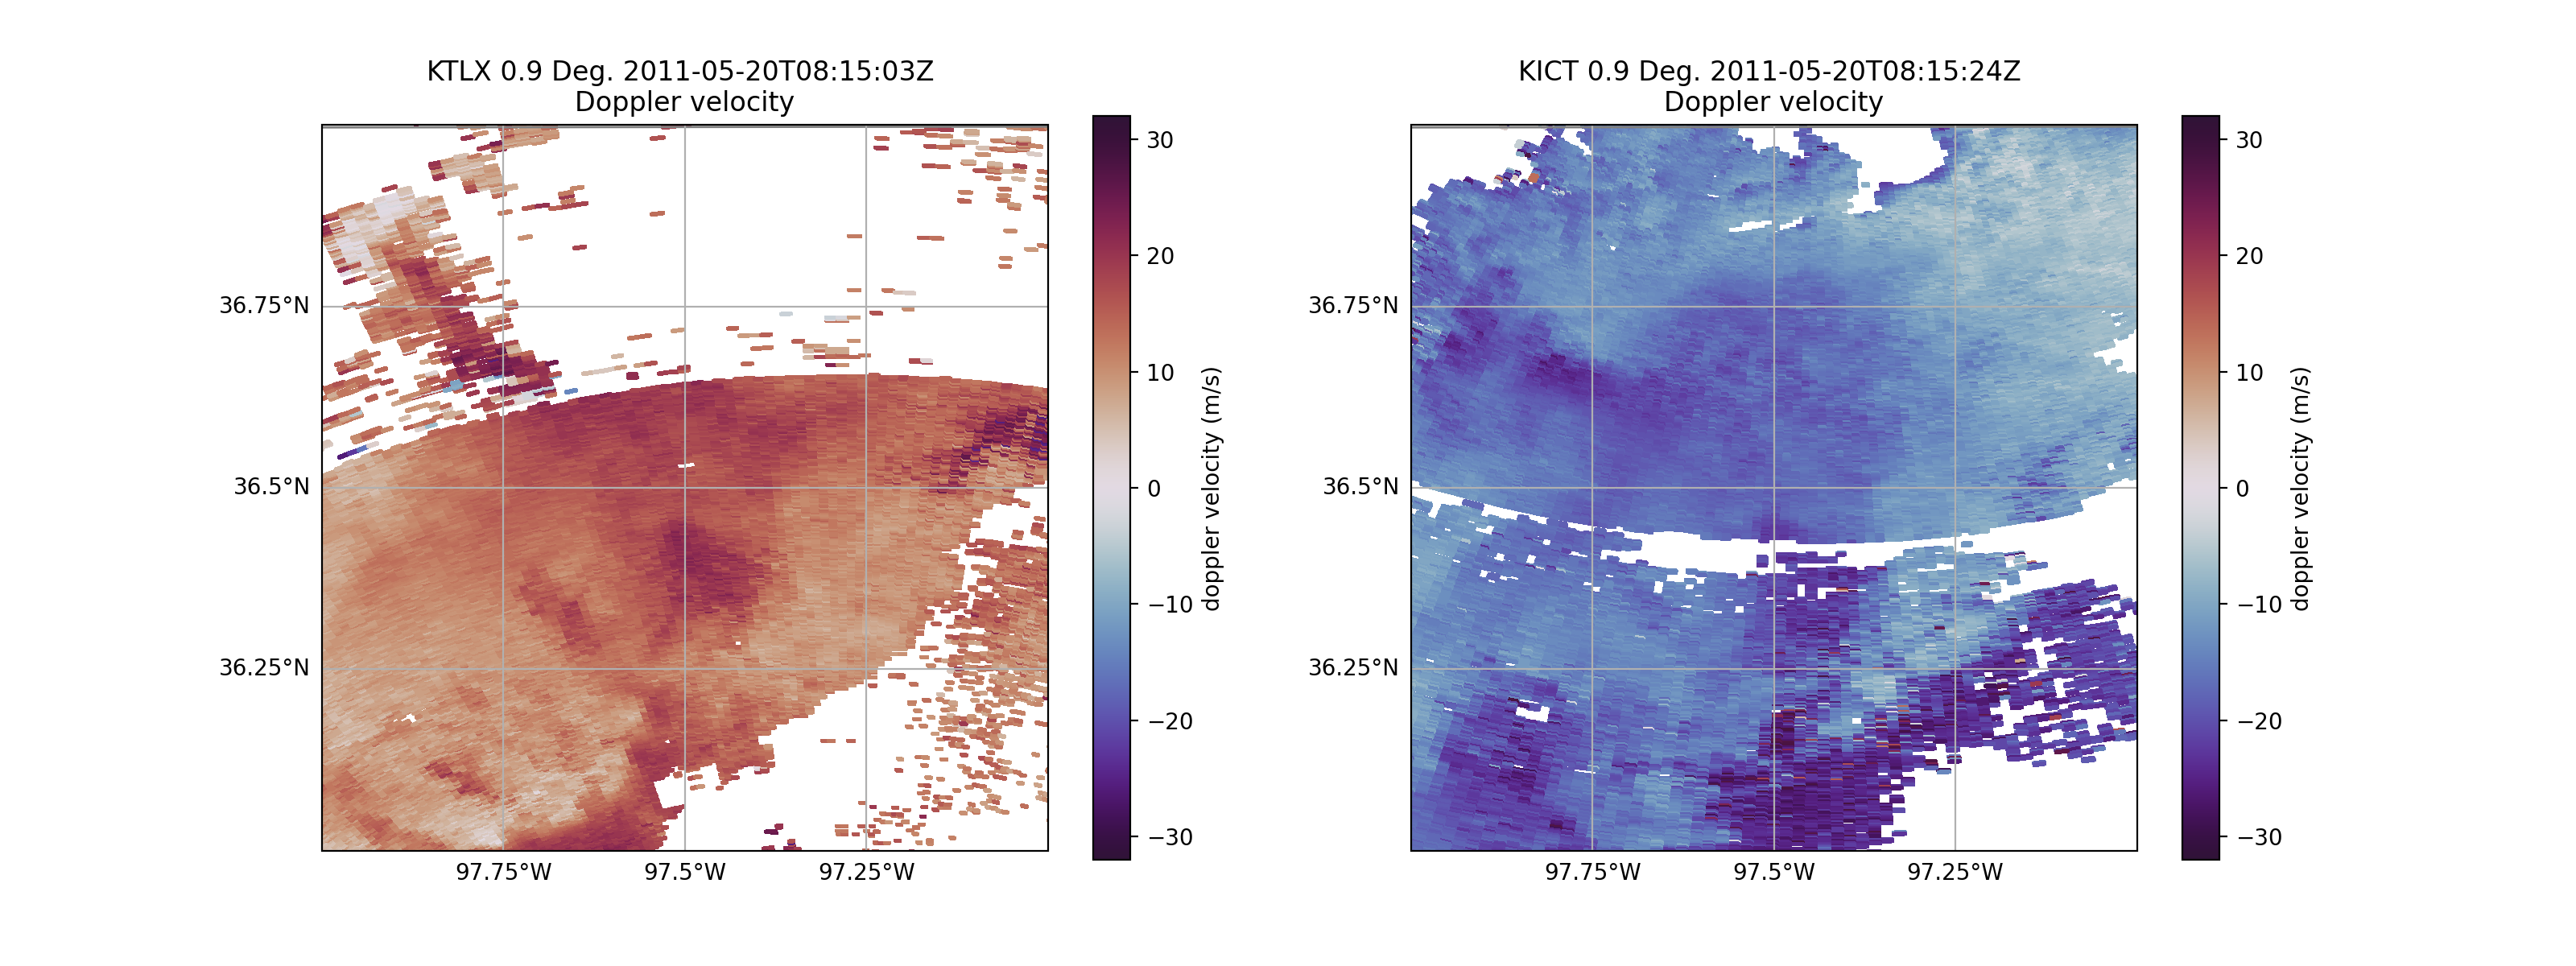 KTLX 0.9 Deg. 2011-05-20T08:15:03Z
Doppler velocity
36.75°N
36.5°N
36.25°N
97.75°W
97.5°W
97.25°W
30
20
10
0
−10
−20
−30
doppler velocity (m/s)
KICT 0.9 Deg. 2011-05-20T08:15:24Z
Doppler velocity
36.75°N
36.5°N
36.25°N
97.75°W
97.5°W
97.25°W
30
20
10
0
−10
−20
−30
doppler velocity (m/s)